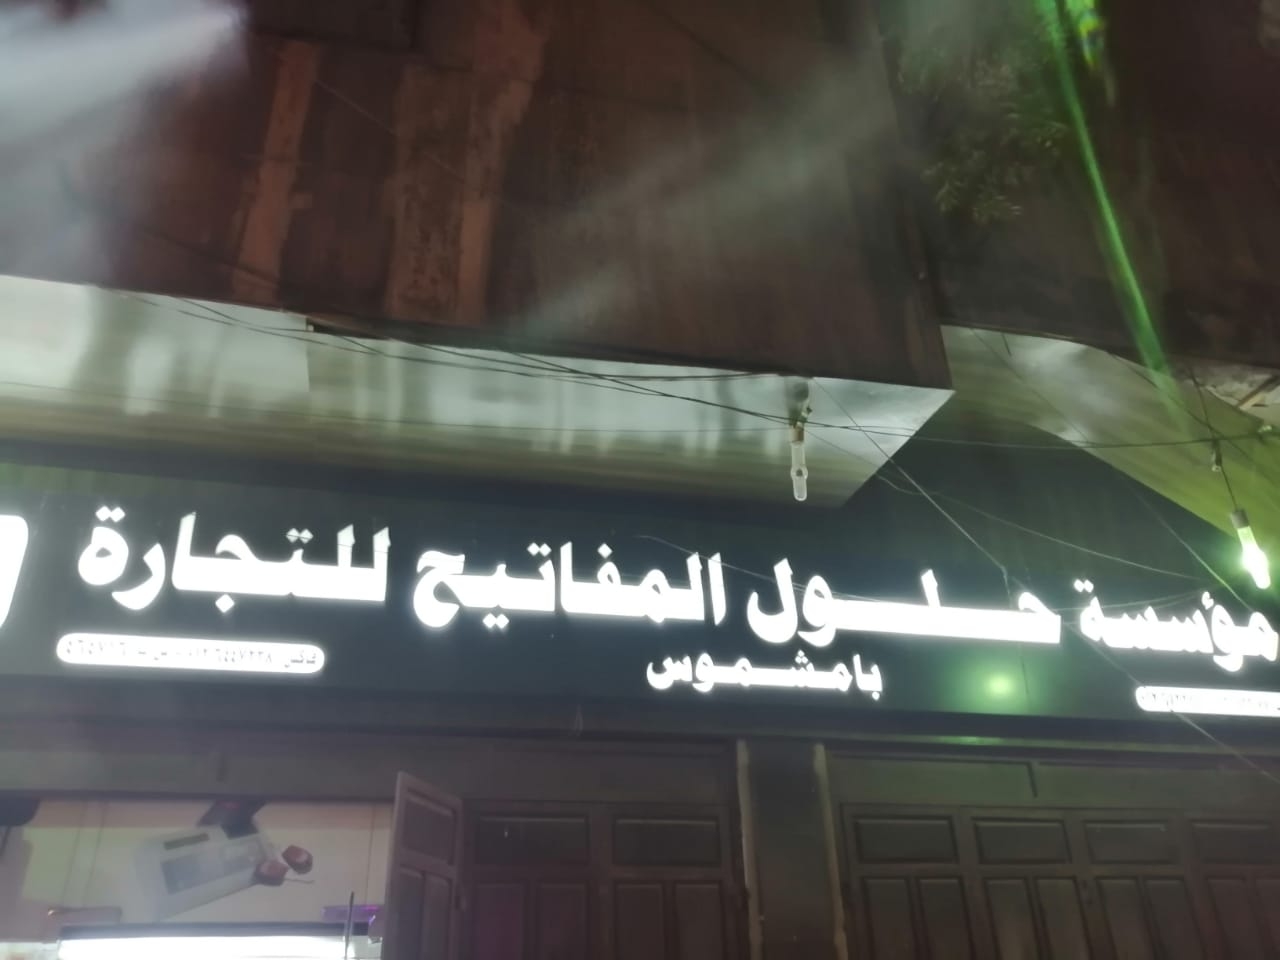 مؤسسة حلول المفاتيح للتجارة
بامشموس